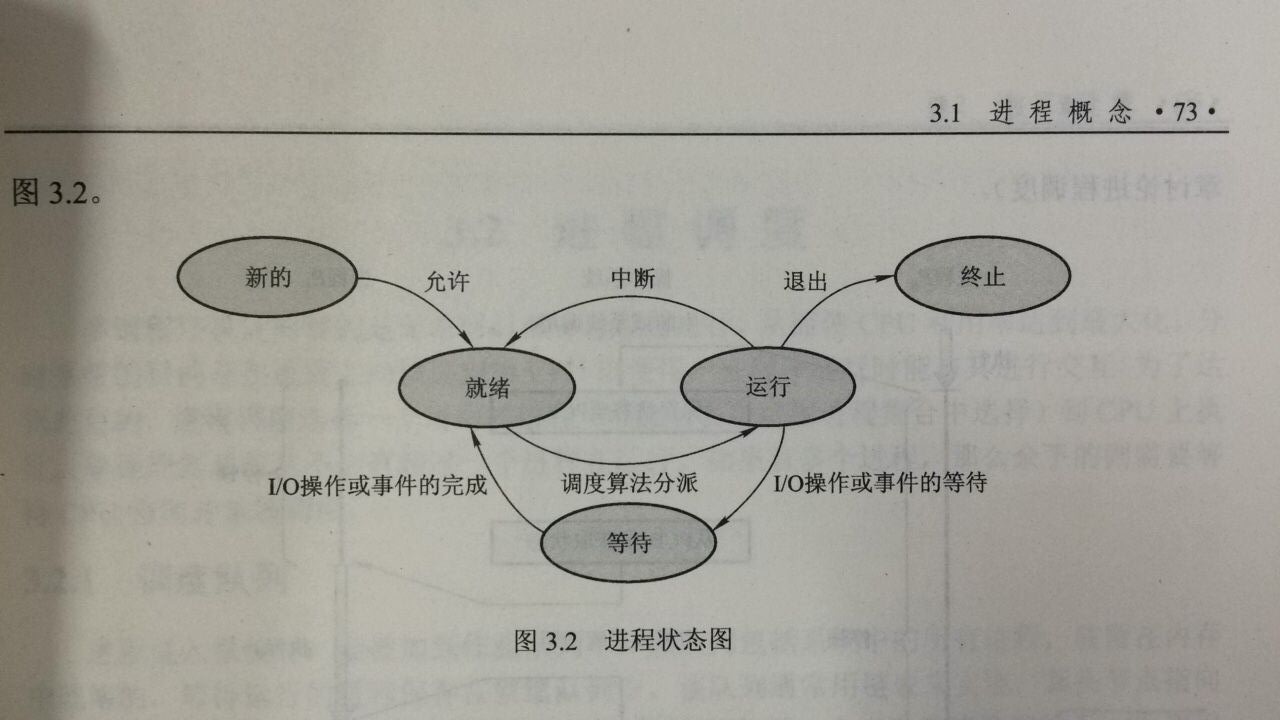 3.1 进程概念 ·73·
图 3.2。
新的
允许
中断
退出
终止
就绪
运行
I/O操作或事件的完成
调度算法分派
I/O操作或事件的等待
等待
图 3.2 进程状态图